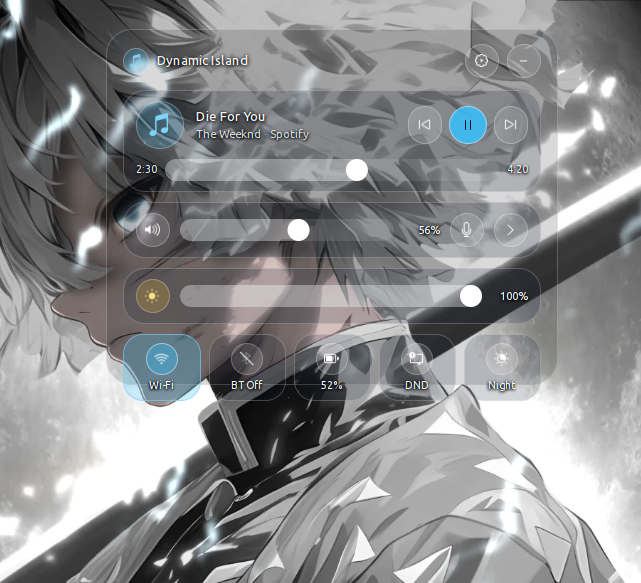 Dynamic Island
Die For You
The Weeknd · Spotify
2:30
4:20
56%
100%
Wi-Fi
BT Off
52%
DND
Night